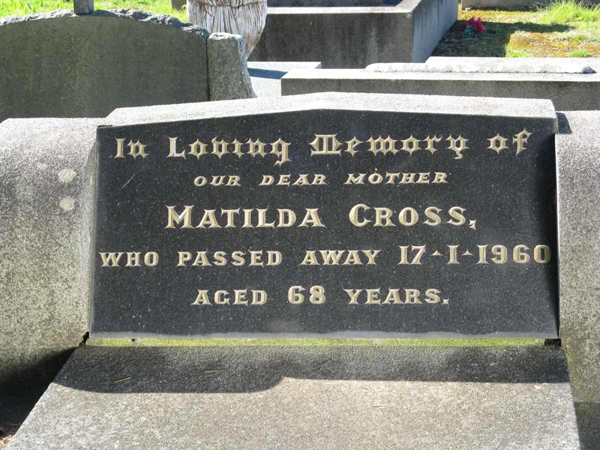 In Loving Memory of
OUR DEAR MOTHER
MATILDA CROSS,
WHO PASSED AWAY 17-1-1960
AGED 68 YEARS.